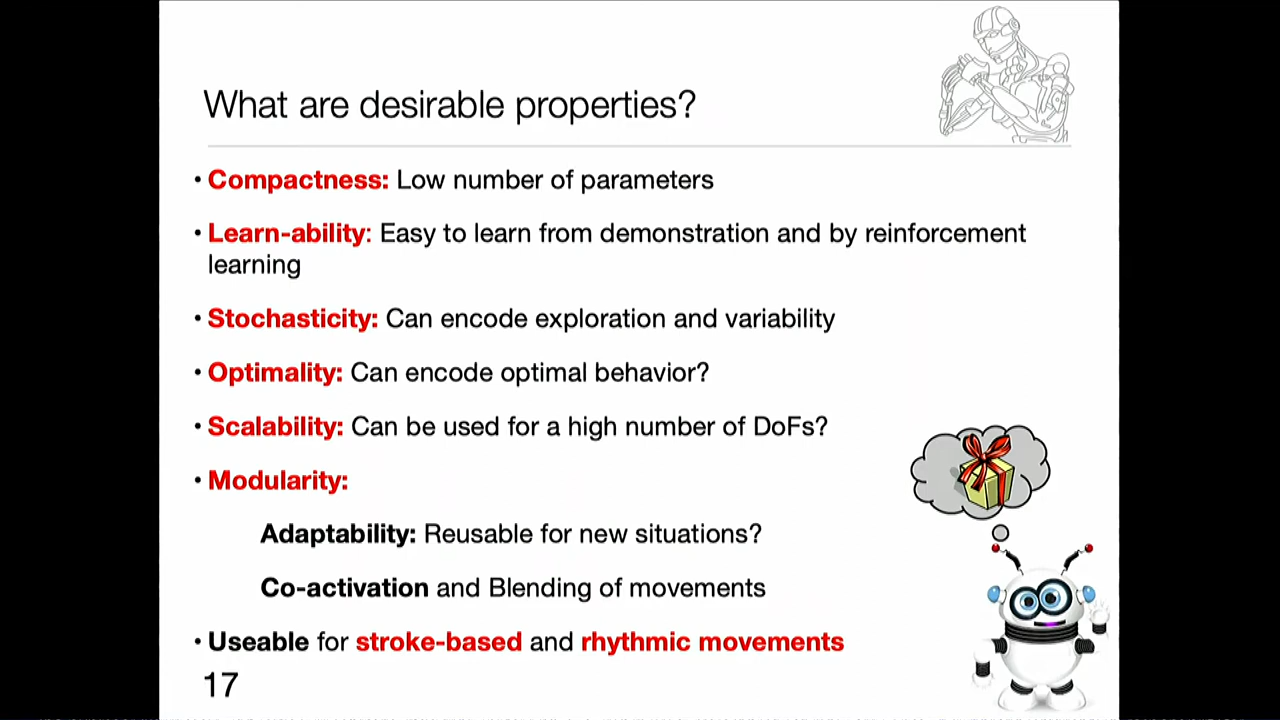 What are desirable properties?
• Compactness: Low number of parameters
• Learn-ability: Easy to learn from demonstration and by reinforcement
learning
• Stochasticity: Can encode exploration and variability
• Optimality: Can encode optimal behavior?
• Scalability: Can be used for a high number of DoFs?
• Modularity:
Adaptability: Reusable for new situations?
Co-activation and Blending of movements
• Useable for stroke-based and rhythmic movements
17